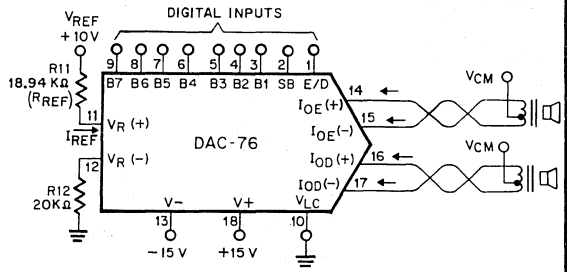 DIGITAL INPUTS
VREF
+10V
R11
18.94 KΩ
(RREF)
9 8 7 6 5 4 3 2 1
B7 B6 B5 B4 B3 B2 B1 SB E/D
11
VR(+)
IREF
12
VR(-)
R12
20KΩ
DAC-76
IOE(+)
14
IOE(-)
15
IOD(+)
16
IOD(-)
17
VCM
VCM
V- V+ VLC
13 18 10
-15V +15V